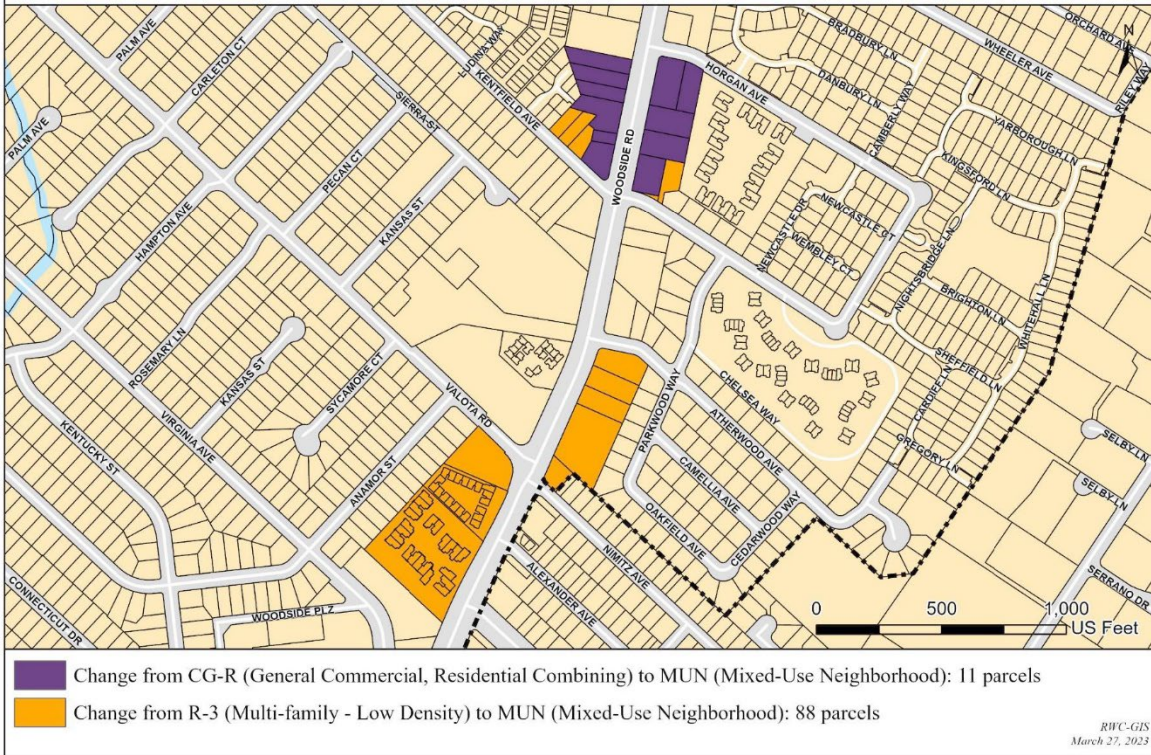 PALM AVE
CARLETON CT
LUDINA WAY
KENTFIELD AVE
BRADBURY LN
ORCHARD AVE
WHEELER AVE
N
RILEY WAY
HORGAN AVE
DANBURY LN
CAMBERLY WAY
YARBOROUGH LN
KINGSFORD LN
PALM AVE
SIERRA ST
PECAN CT
WOODSIDE RD
HAMPTON AVE
KANSAS ST
NEWCASTLE DR
NEWCASTLE CT
WEMBLEY CT
NIGHTSBRIDGE LN
BRIGHTON LN
WHITEHALL LN
ROSEMARY LN
KANSAS ST
SYCAMORE CT
VALOTA RD
PARKWOOD WAY
CHELSEA WAY
SHEFFIELD LN
CARDIFF LN
GREGORY LN
KENTUCKY ST
VIRGINIA AVE
ANAMOR ST
ATHERWOOD AVE
CAMELLIA AVE
OAKFIELD AVE
CEDARWOOD WAY
SELBY LN
SELBY LN
NIMITZ AVE
ALEXANDER AVE
SERRANO DR
CONNECTICUT DR
WOODSIDE PLZ
0 500 1,000
US Feet
Change from CG-R (General Commercial, Residential Combining) to MUN (Mixed-Use Neighborhood): 11 parcels
Change from R-3 (Multi-family - Low Density) to MUN (Mixed-Use Neighborhood): 88 parcels
RWC-GIS
March 27, 2023